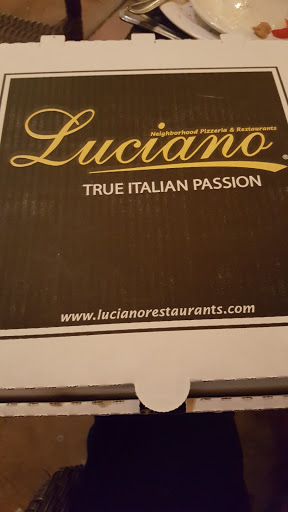 Luciano
Neighborhood Pizzeria & Restaurants
TRUE ITALIAN PASSION
www.lucianorestaurants.com